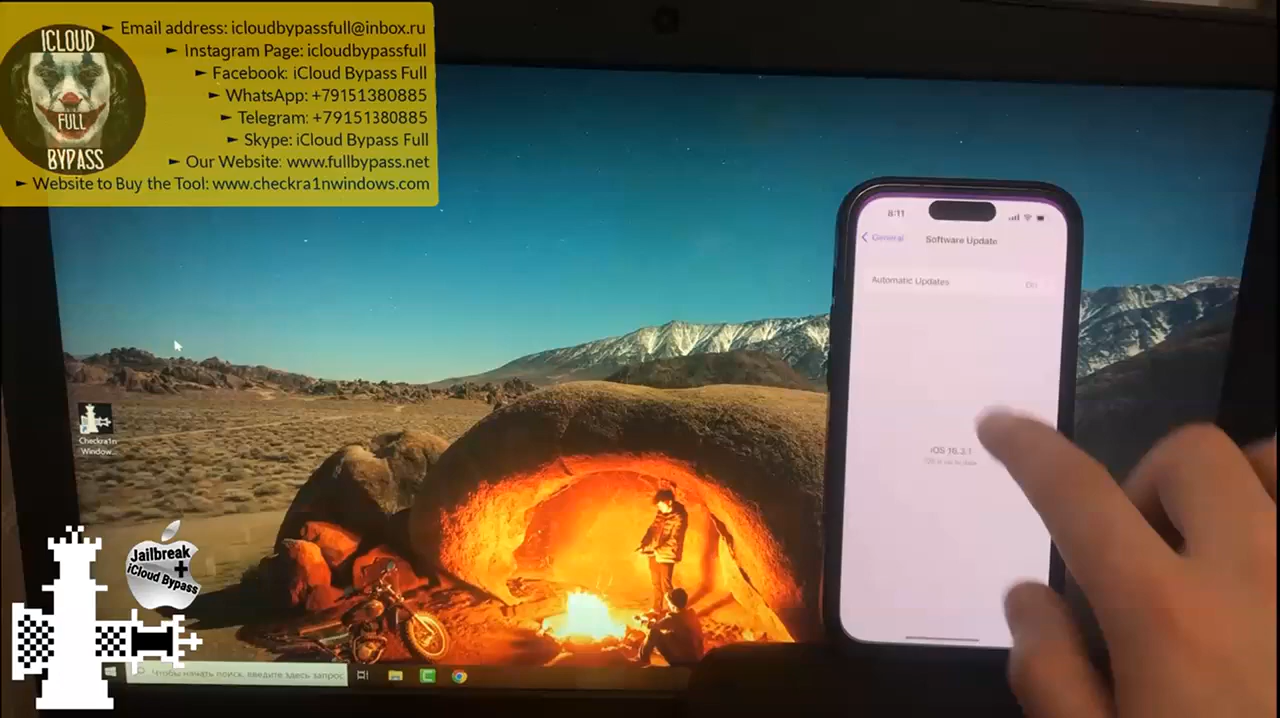 ► Email address: icloudbypassfull@inbox.ru
► Instagram Page: icloudbypassfull
► Facebook: iCloud Bypass Full
► WhatsApp: +79151380885
► Telegram: +79151380885
► Skype: iCloud Bypass Full
► Our Website: www.fullbypass.net
► Website to Buy the Tool: www.checkra1nwindows.com
ICLOUD
FULL
BYPASS
8:11
General
Software Update
Automatic Updates
On
iOS 16.3.1
Checkra1n
Window...
Jailbreak
+
iCloud Bypass
Чтобы начать поиск, введите здесь запрос